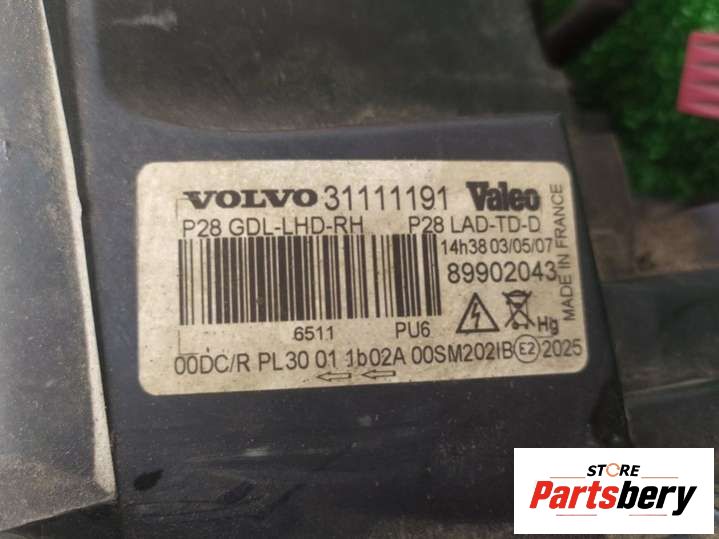 VOLVO 31111191 Valeo
P28 GDL-LHD-RH P28 LAD-TD-D
14h38 03/05/07
89902043
MADE IN FRANCE
6511 PU6
Hg
00DC/R PL30 01 1b02A 00SM202IB E2 2025
STORE
Partsbery